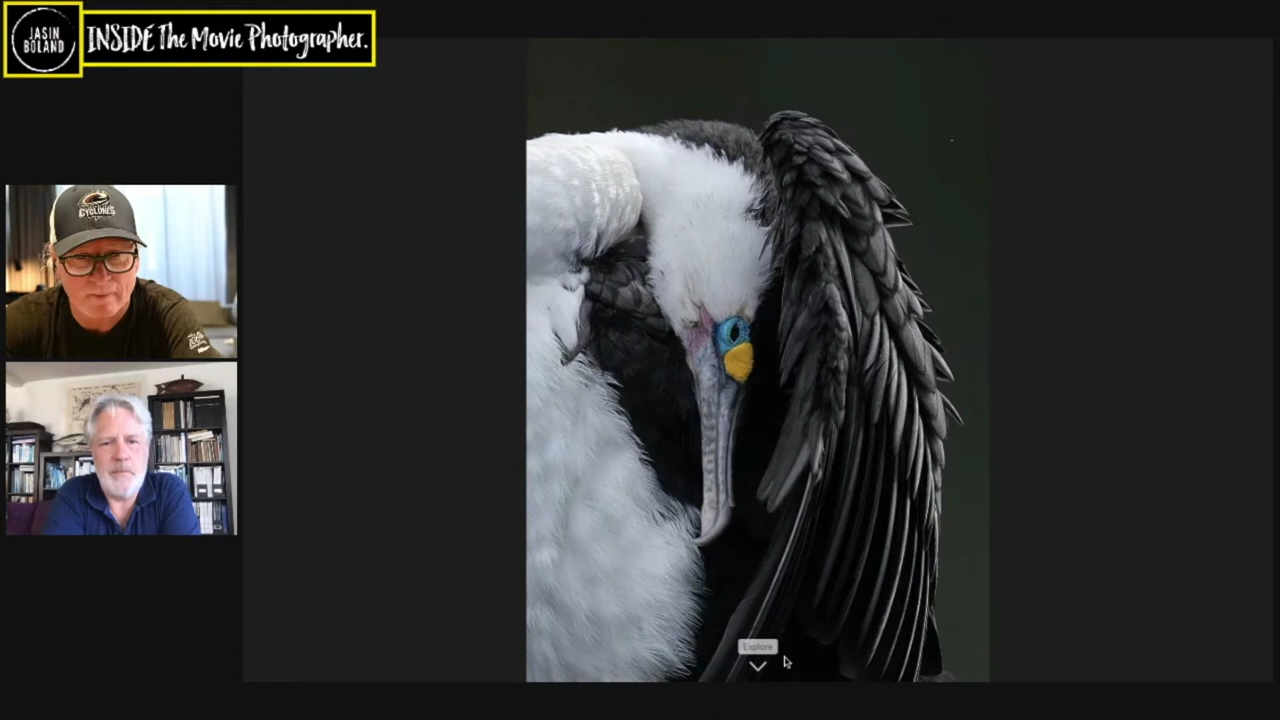 JASIN
BOLAND
INSIDE The Movie Photographer.
CYCLONES
Explore